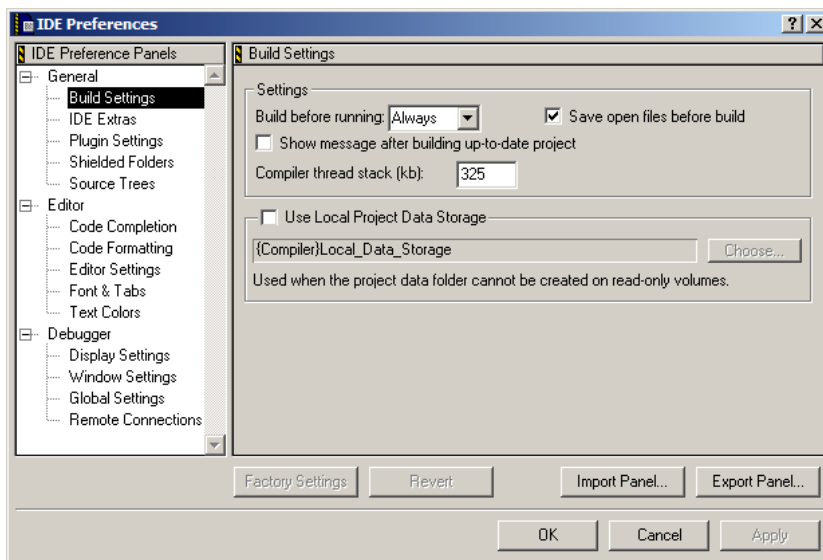 IDE Preferences
IDE Preference Panels
General
Build Settings
IDE Extras
Plugin Settings
Shielded Folders
Source Trees
Editor
Code Completion
Code Formatting
Editor Settings
Font & Tabs
Text Colors
Debugger
Display Settings
Window Settings
Global Settings
Remote Connections
Build Settings
Settings
Build before running: Always Save open files before build
Show message after building up-to-date project
Compiler thread stack (kb): 325
Use Local Project Data Storage
{Compiler}Local_Data_Storage Choose...
Used when the project data folder cannot be created on read-only volumes.
Factory Settings Revert Import Panel... Export Panel...
OK Cancel Apply